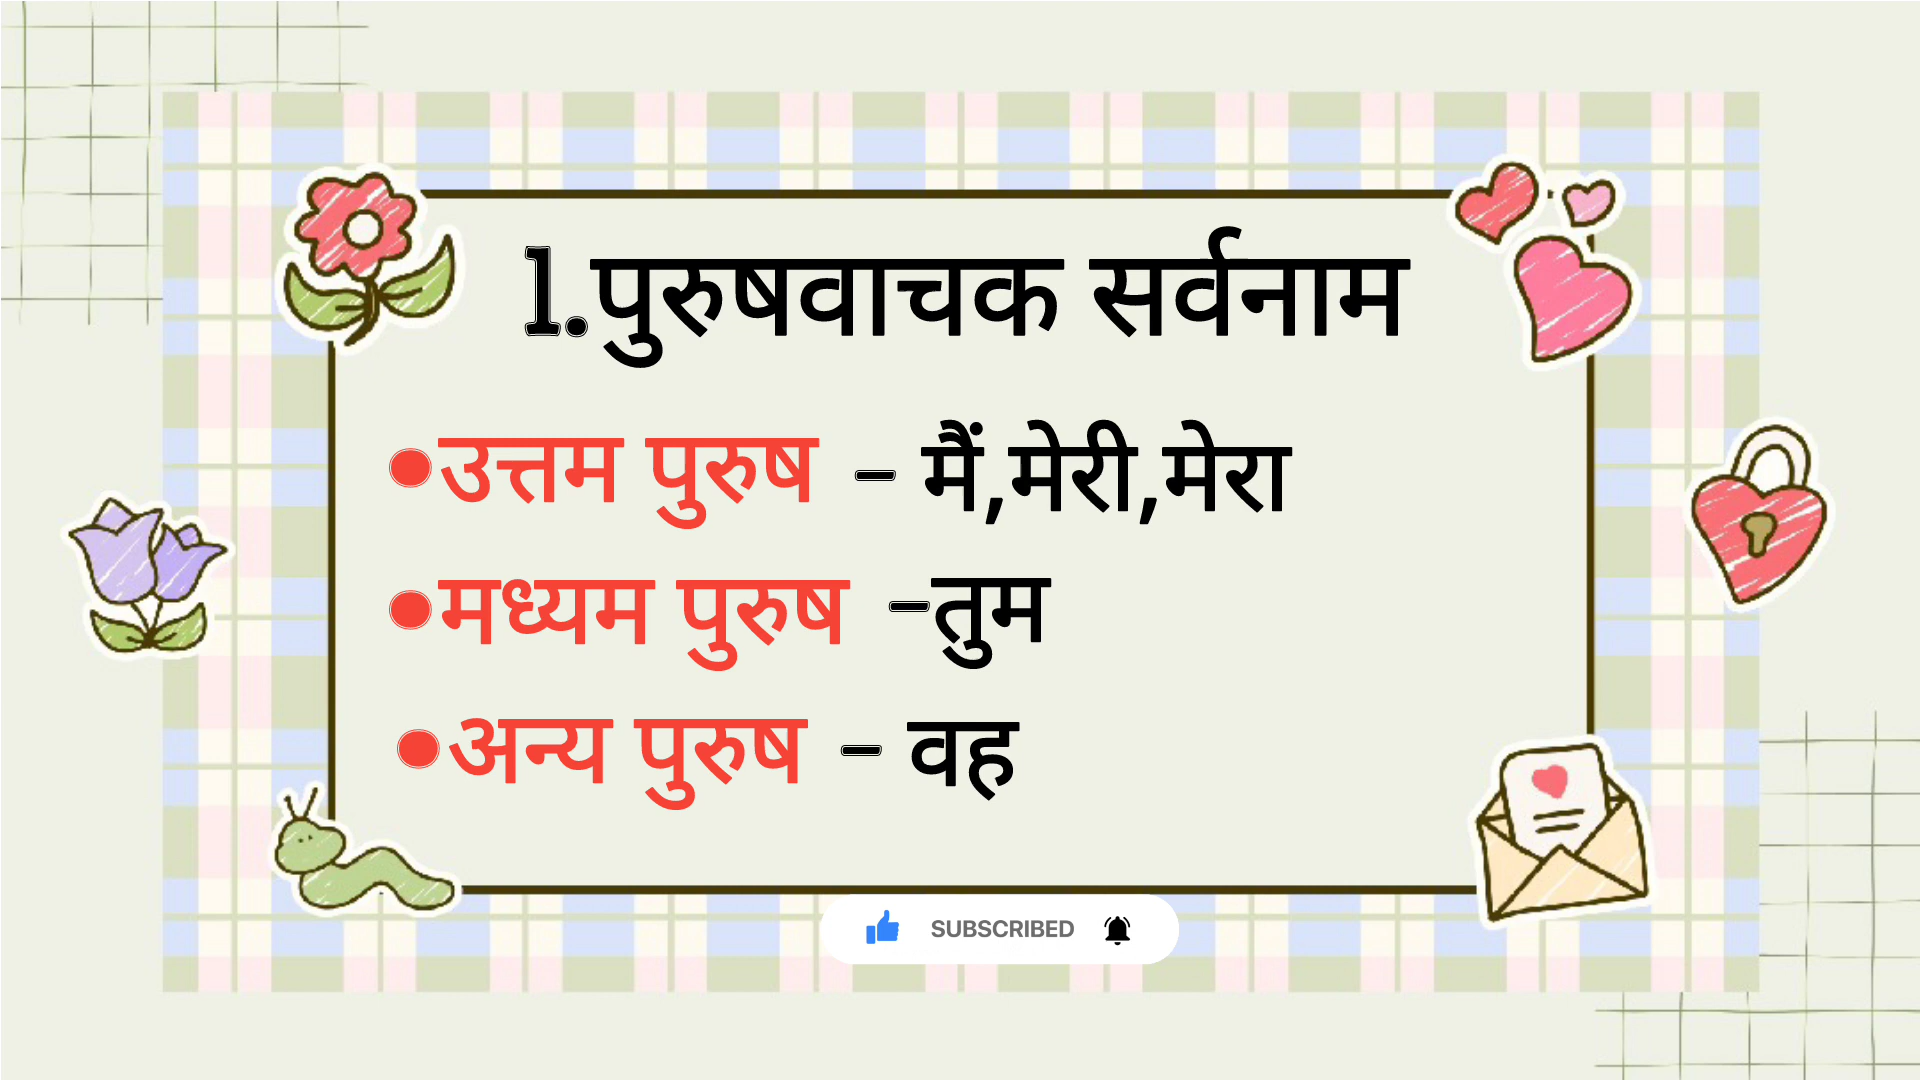 1.पुरुषवाचक सर्वनाम
•उत्तम पुरुष - मैं,मेरी,मेरा
•मध्यम पुरुष -तुम
•अन्य पुरुष - वह
SUBSCRIBED